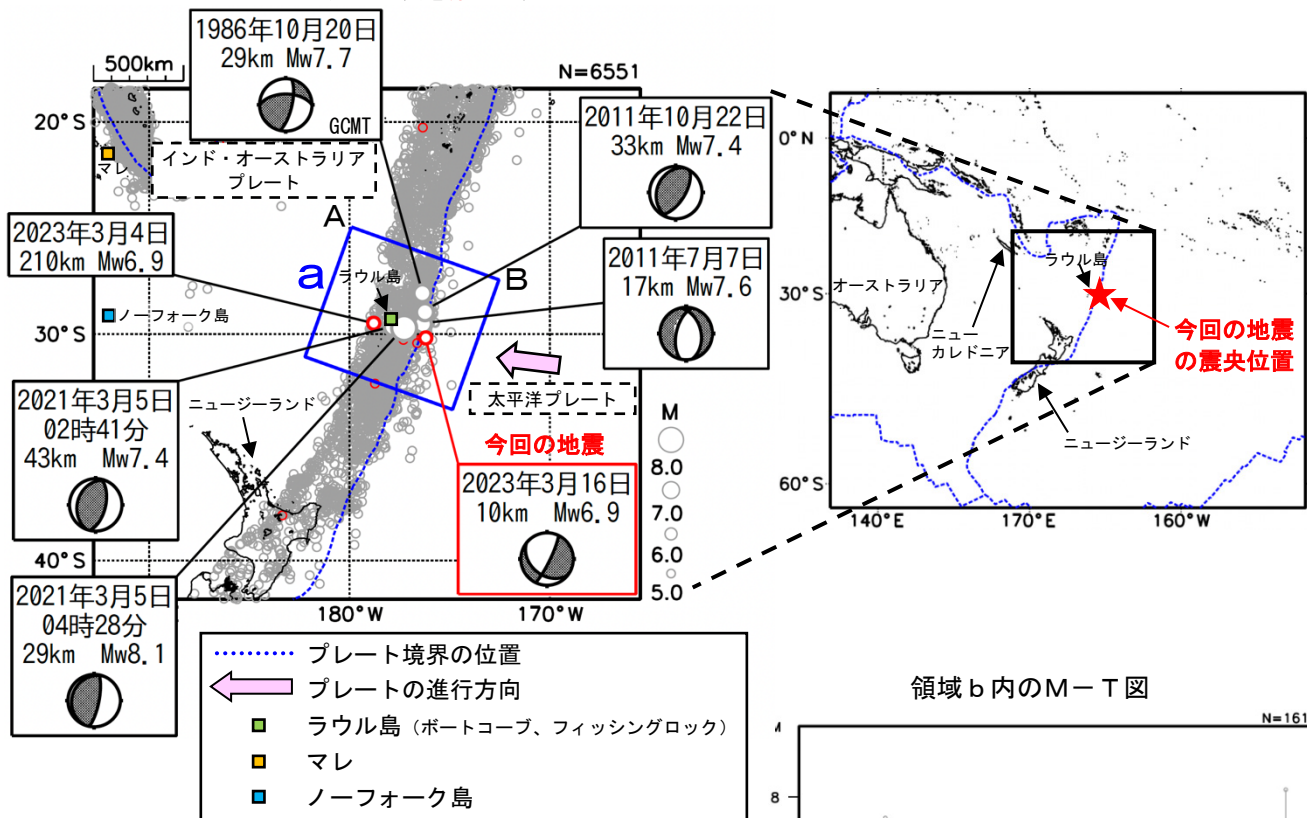 1986年10月20日
29km Mw7.7
GCMT
500km
N=6551
20°S
30°S
40°S
180°W
170°W
マレ
インド・オーストラリア
プレート
2011年10月22日
33km Mw7.4
2023年3月4日
210km Mw6.9
A
a
B
ラウル島
2011年7月7日
17km Mw7.6
ノーフォーク島
太平洋プレート
2021年3月5日
02時41分
43km Mw7.4
ニュージーランド
今回の地震
2023年3月16日
10km Mw6.9
M
8.0
7.0
6.0
5.0
2021年3月5日
04時28分
29km Mw8.1
プレート境界の位置
プレートの進行方向
ラウル島（ボートコーブ、フィッシングロック）
マレ
ノーフォーク島
0°N
30°S
60°S
140°E
170°E
160°W
オーストラリア
ラウル島
ニュー
カレドニア
今回の地震
の震央位置
ニュージーランド
領域ｂ内のＭ－Ｔ図
N=161
8